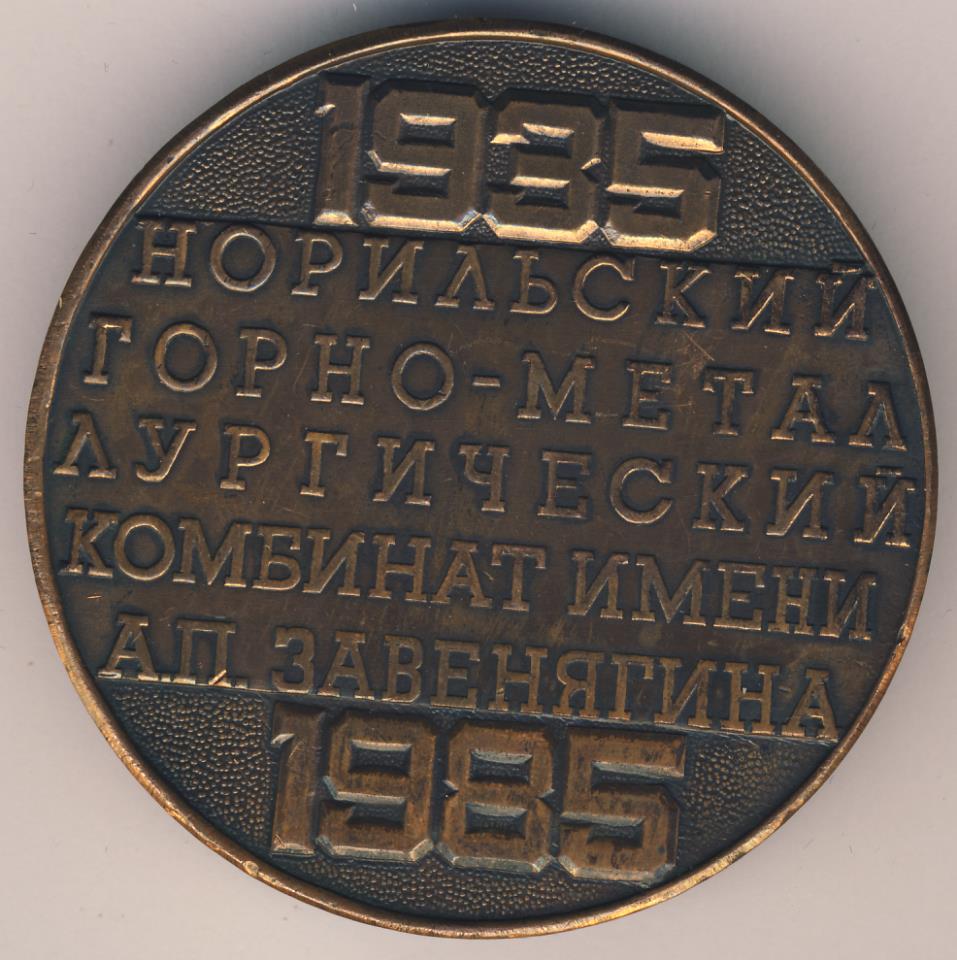 1935
НОРИЛЬСКИЙ
ГОРНО-МЕТАЛ
ЛУРГИЧЕСКИЙ
КОМБИНАТ ИМЕНИ
А.П. ЗАВЕНЯГИНА
1985